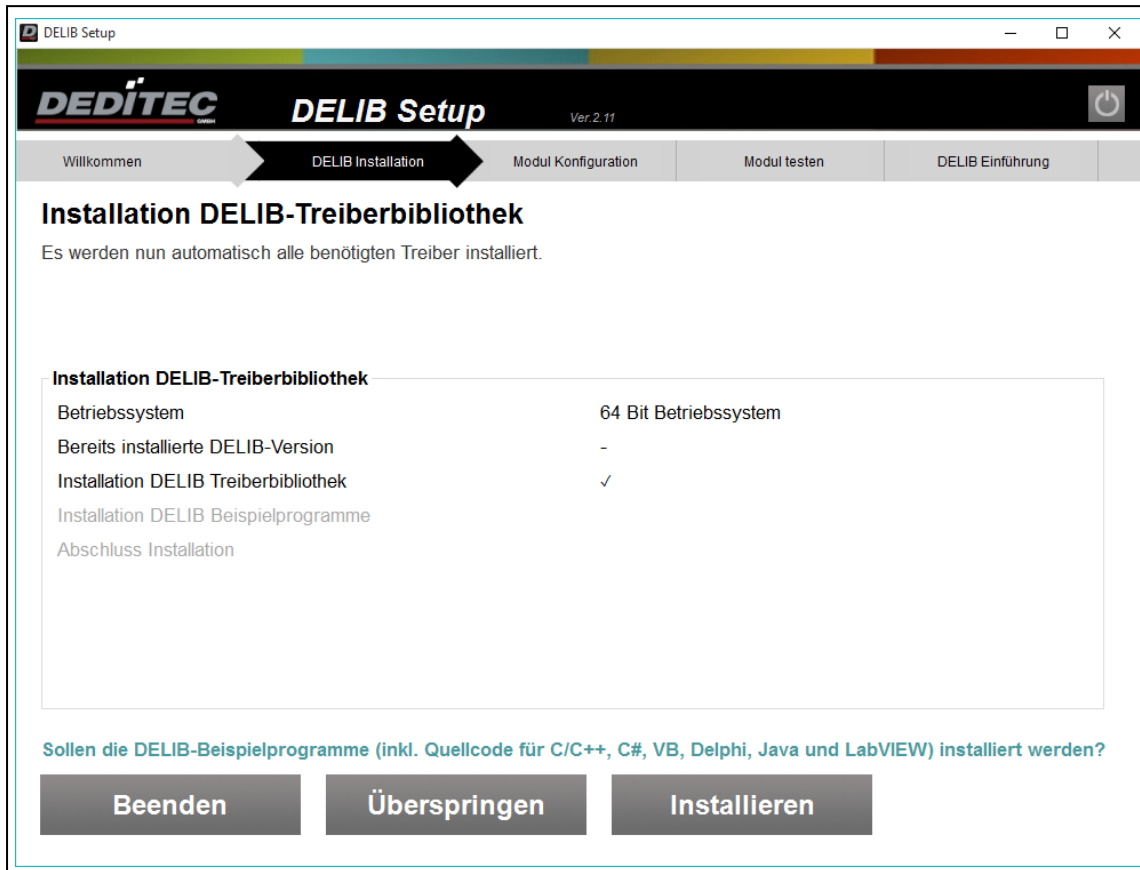 DELIB Setup
DEDITEC
GMBH
DELIB Setup Ver.2.11
Willkommen DELIB Installation Modul Konfiguration Modul testen DELIB Einführung
Installation DELIB-Treiberbibliothek
Es werden nun automatisch alle benötigten Treiber installiert.
Installation DELIB-Treiberbibliothek
Betriebssystem 64 Bit Betriebssystem
Bereits installierte DELIB-Version -
Installation DELIB Treiberbibliothek ✓
Installation DELIB Beispielprogramme
Abschluss Installation
Sollen die DELIB-Beispielprogramme (inkl. Quellcode für C/C++, C#, VB, Delphi, Java und LabVIEW) installiert werden?
Beenden Überspringen Installieren